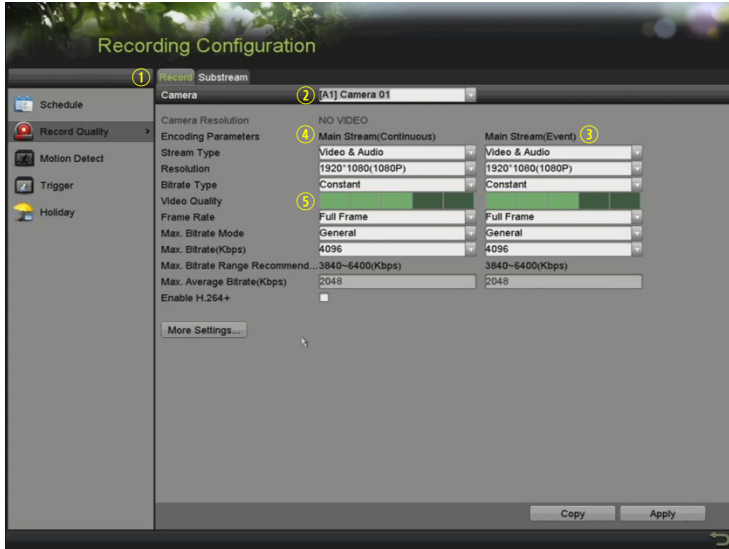 Recording Configuration
① Record Substream
Camera ② [A1] Camera 01
Schedule
Record Quality
Motion Detect
Trigger
Holiday
Camera Resolution NO VIDEO
Encoding Parameters ④ Main Stream(Continuous) Main Stream(Event) ③
Stream Type Video & Audio Video & Audio
Resolution 1920*1080(1080P) 1920*1080(1080P)
Bitrate Type Constant Constant
Video Quality ⑤
Frame Rate Full Frame Full Frame
Max. Bitrate Mode General General
Max. Bitrate(Kbps) 4096 4096
Max. Bitrate Range Recommend... 3840~6400(Kbps) 3840~6400(Kbps)
Max. Average Bitrate(Kbps) 2048 2048
Enable H.264+
More Settings...
Copy Apply